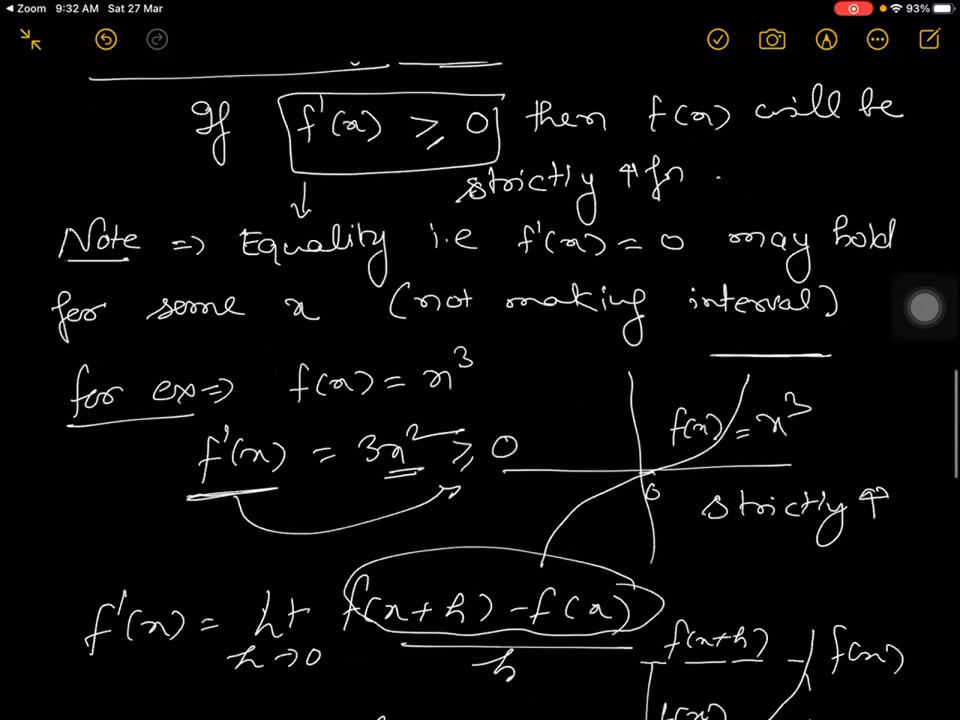 Zoom 9:32 AM Sat 27 Mar 93%
If f'(x) ≥ 0 then f(x) will be
strictly ↑ fn .
Note ⇒ Equality i.e f'(x) = 0 may hold
for some x (not making interval)
for ex ⇒ f(x) = x³
f(x) = x³
f'(x) = 3x² ≥ 0
0
strictly ↑
f'(x) = lt f(x+h) - f(x)
h→0 h
f(x+h) f(x)